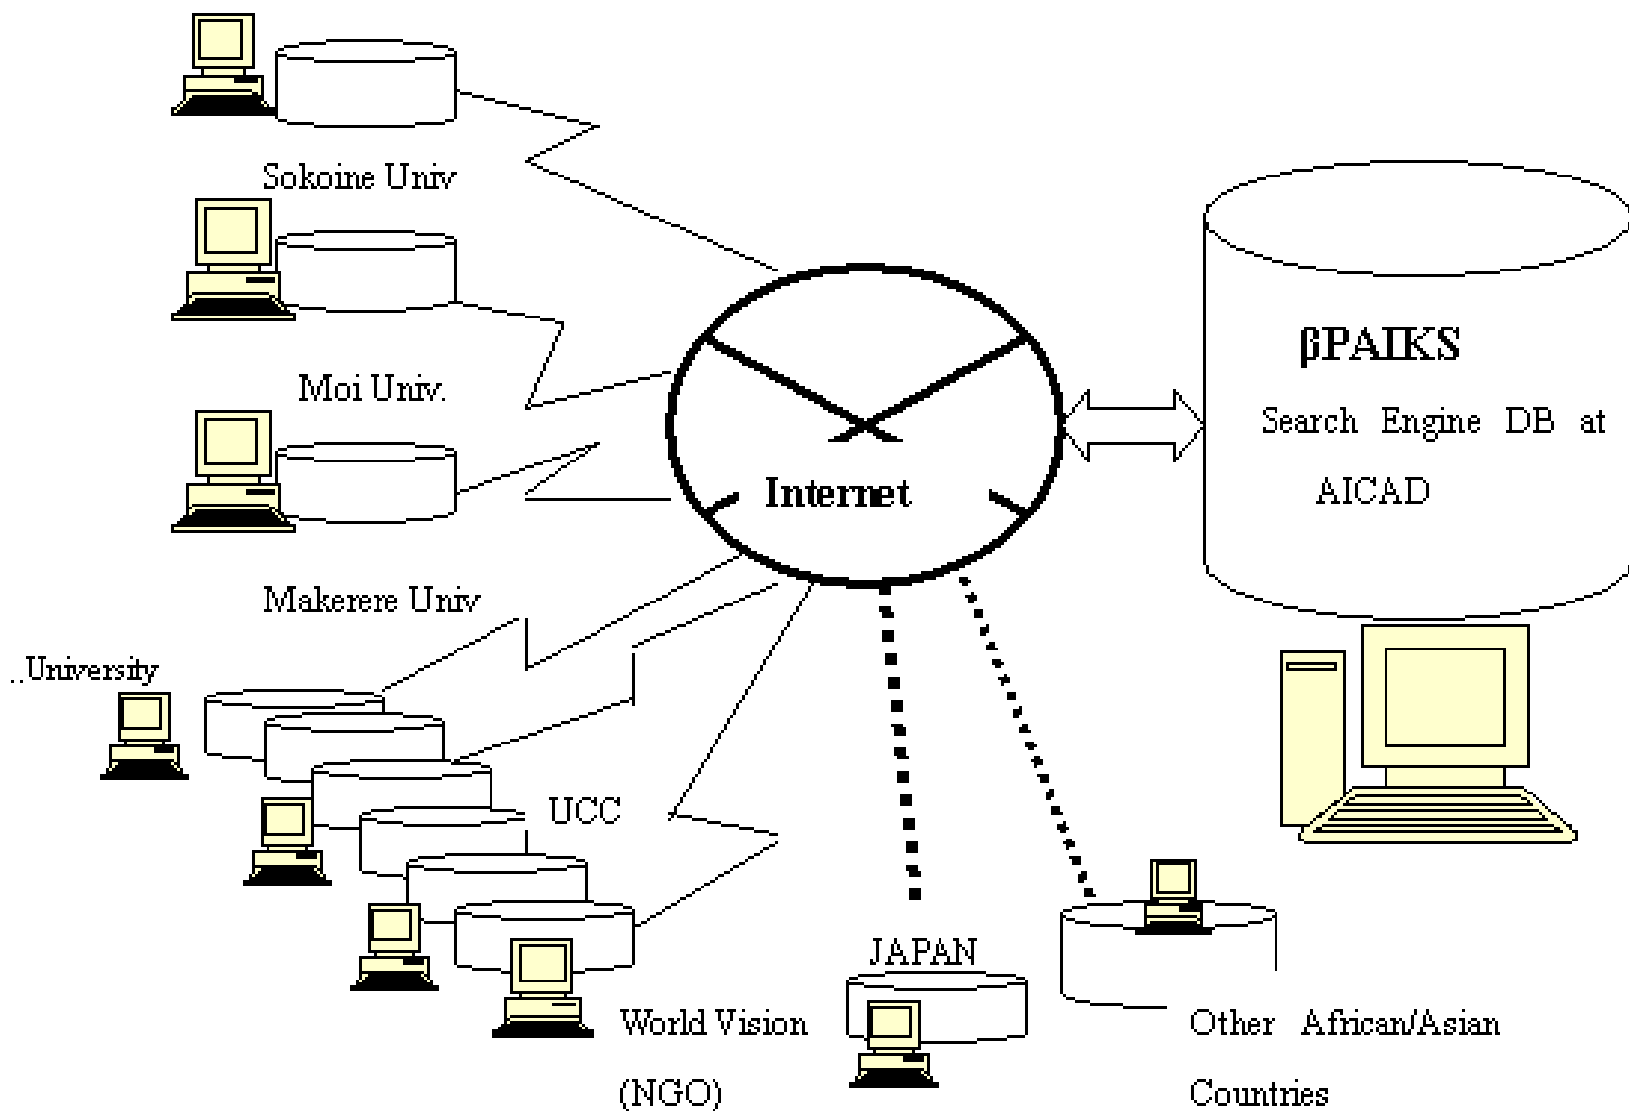 Sokoine Univ
Moi Univ.
Makerere Univ
..University
UCC
World Vision
(NGO)
Internet
βPAIKS
Search Engine DB at
AICAD
JAPAN
Other African/Asian
Countries